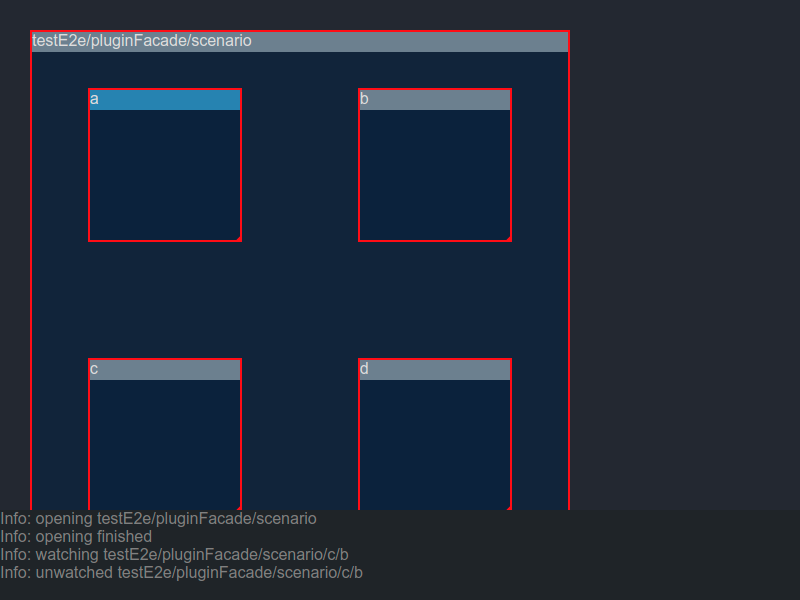 testE2e/pluginFacade/scenario
a
b
c
d
Info: opening testE2e/pluginFacade/scenario
Info: opening finished
Info: watching testE2e/pluginFacade/scenario/c/b
Info: unwatched testE2e/pluginFacade/scenario/c/b